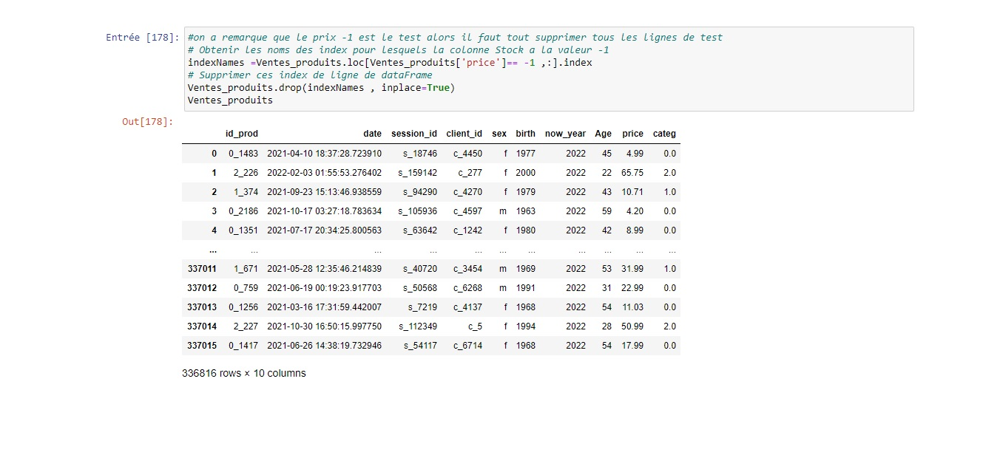 Entrée [178]: #on a remarque que le prix -1 est le test alors il faut tout supprimer tous les lignes de test
# Obtenir les noms des index pour lesquels la colonne Stock a la valeur -1
indexNames =Ventes_produits.loc[Ventes_produits['price']== -1 ,:].index
# Supprimer ces index de ligne de dataFrame
Ventes_produits.drop(indexNames , inplace=True)
Ventes_produits
Out[178]:
id_prod date session_id client_id sex birth now_year Age price categ
0 0_1483 2021-04-10 18:37:28.723910 s_18746 c_4450 f 1977 2022 45 4.99 0.0
1 2_226 2022-02-03 01:55:53.276402 s_159142 c_277 f 2000 2022 22 65.75 2.0
2 1_374 2021-09-23 15:13:46.938559 s_94290 c_4270 f 1979 2022 43 10.71 1.0
3 0_2186 2021-10-17 03:27:18.783634 s_105936 c_4597 m 1963 2022 59 4.20 0.0
4 0_1351 2021-07-17 20:34:25.800563 s_63642 c_1242 f 1980 2022 42 8.99 0.0
... ... ... ... ... ... ... ... ... ... ...
337011 1_671 2021-05-28 12:35:46.214839 s_40720 c_3454 m 1969 2022 53 31.99 1.0
337012 0_759 2021-06-19 00:19:23.917703 s_50568 c_6268 m 1991 2022 31 22.99 0.0
337013 0_1256 2021-03-16 17:31:59.442007 s_7219 c_4137 f 1968 2022 54 11.03 0.0
337014 2_227 2021-10-30 16:50:15.997750 s_112349 c_5 f 1994 2022 28 50.99 2.0
337015 0_1417 2021-06-26 14:38:19.732946 s_54117 c_6714 f 1968 2022 54 17.99 0.0
336816 rows × 10 columns